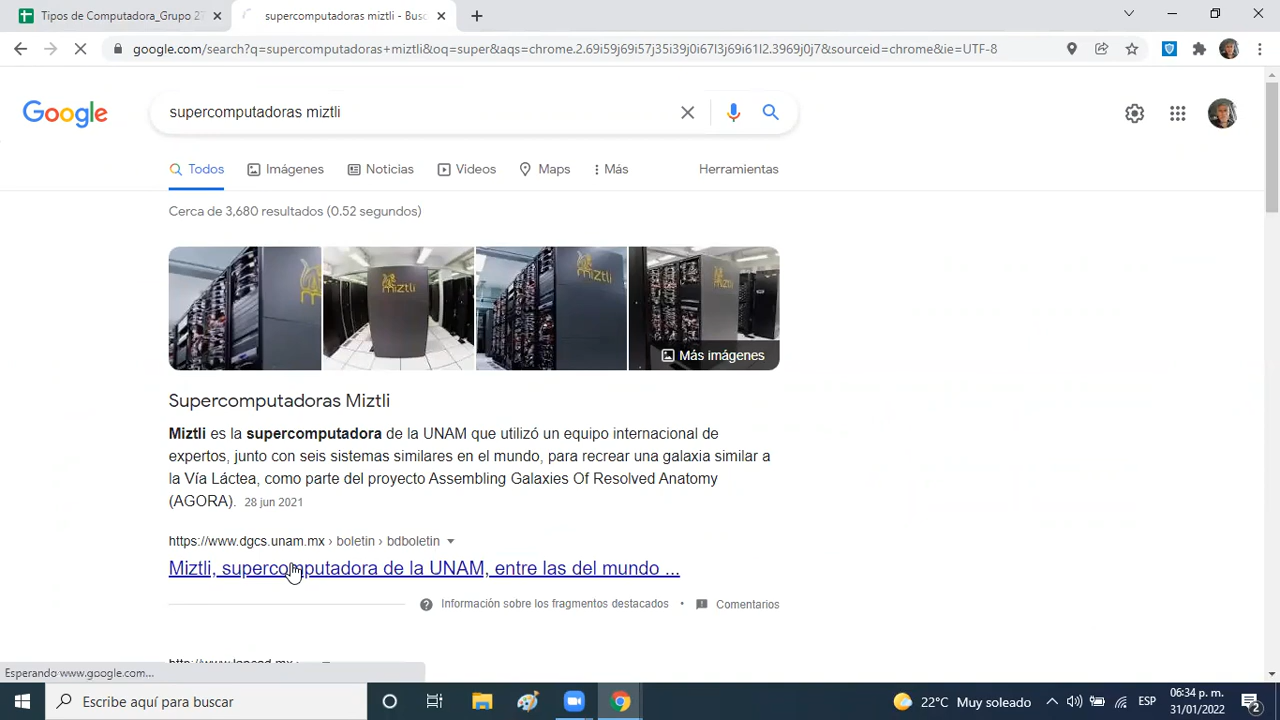 Tipos de Computadora_Grupo 27
supercomputadoras miztli - Bus
google.com/search?q=supercomputadoras+miztli&oq=super&aqs=chrome.2.69i59j69i57j35i39j0i67l3j69i61l2.3969j0j7&sourceid=chrome&ie=UTF-8
Google
supercomputadoras miztli
Todos
Imágenes
Noticias
Videos
Maps
Más
Herramientas
Cerca de 3,680 resultados (0.52 segundos)
miztli
miztli
miztli
Más imágenes
Supercomputadoras Miztli
Miztli es la supercomputadora de la UNAM que utilizó un equipo internacional de
expertos, junto con seis sistemas similares en el mundo, para recrear una galaxia similar a
la Vía Láctea, como parte del proyecto Assembling Galaxies Of Resolved Anatomy
(AGORA). 28 jun 2021
https://www.dgcs.unam.mx › boletin › bdboletin
Miztli, supercomputadora de la UNAM, entre las del mundo ...
Información sobre los fragmentos destacados • Comentarios
Esperando www.google.com...
Escribe aquí para buscar
22°C Muy soleado
ESP
06:34 p. m.
31/01/2022
2